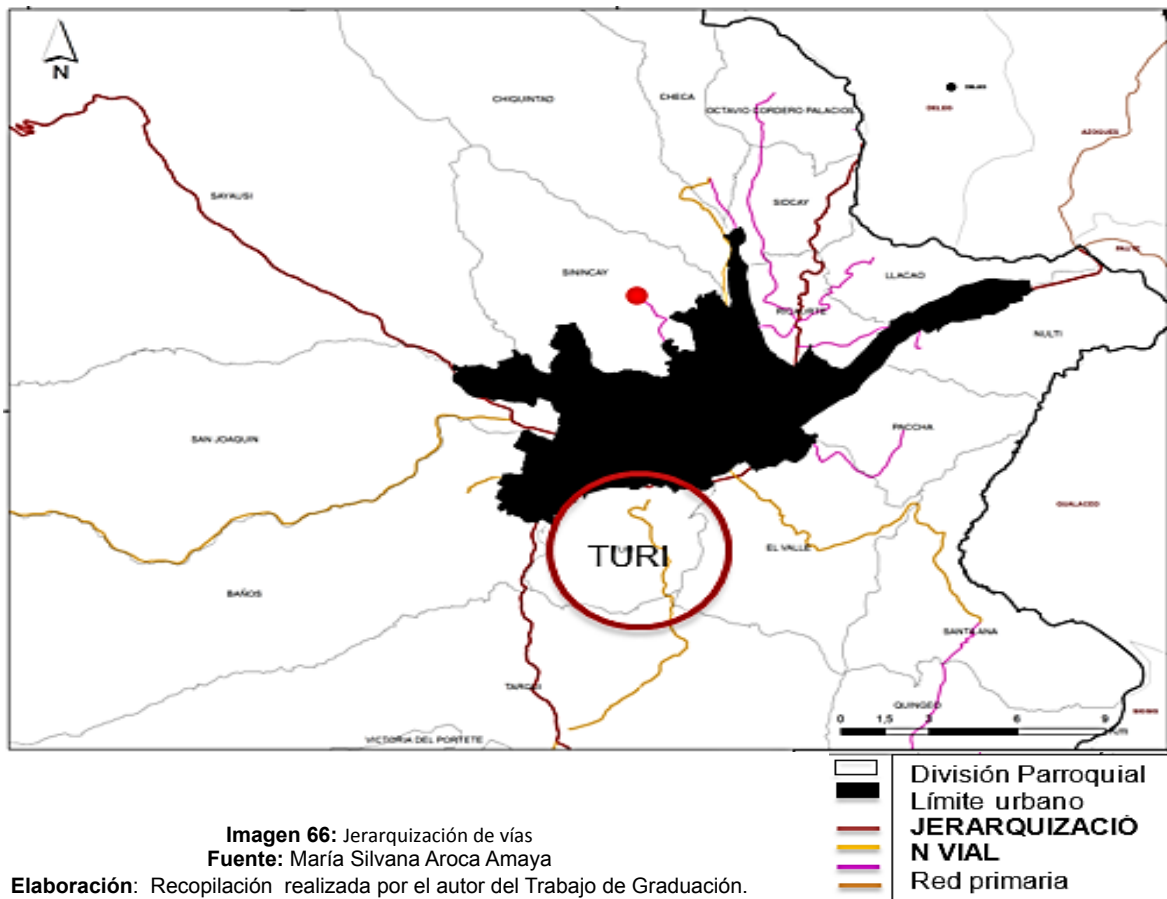 N
CHIQUINTAD
CHECA
OCTAVIO CORDERO PALACIOS
DELEG
AZOGUES
SAYAUSI
SIDCAY
SININCAY
LLACAO
NULTI
SAN JOAQUIN
PACCHA
GUALACEO
TURI
EL VALLE
BAÑOS
SANTA ANA
TARQUI
QUINGEO
VICTORIA DEL PORTETE
0 1,5 3 6 9
División Parroquial
Límite urbano
JERARQUIZACIÓ
N VIAL
Red primaria
Imagen 66: Jerarquización de vías
Fuente: María Silvana Aroca Amaya
Elaboración: Recopilación realizada por el autor del Trabajo de Graduación.